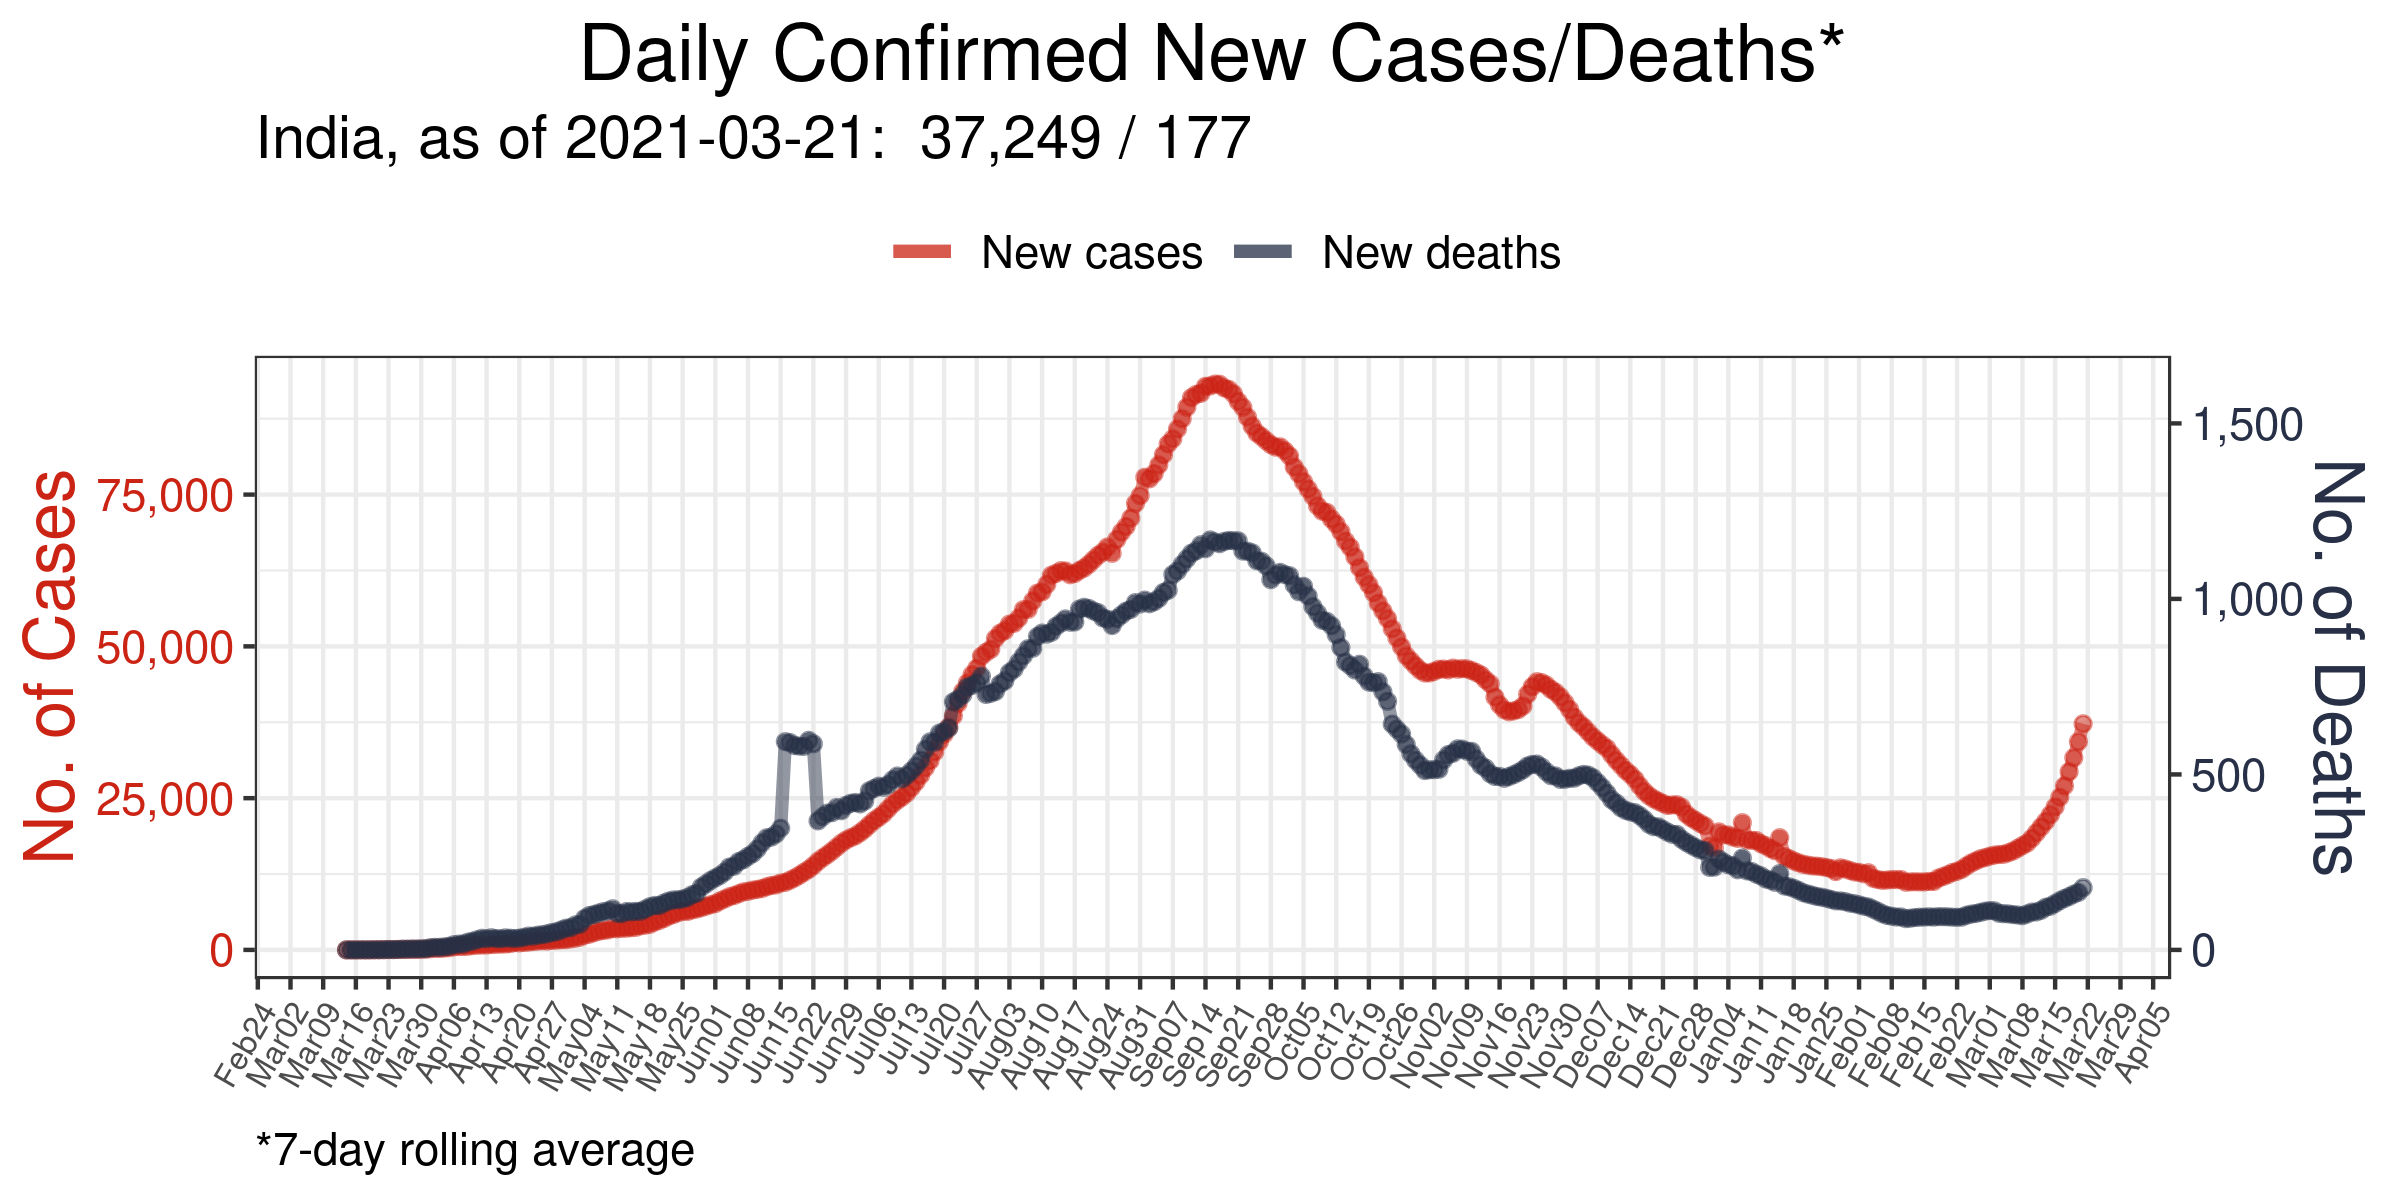 Daily Confirmed New Cases/Deaths*
India, as of 2021-03-21:  37,249 / 177
New cases New deaths
No. of Cases
75,000
50,000
25,000
0
1,500
1,000
500
0
No. of Deaths
Feb24 Mar02 Mar09 Mar16 Mar23 Mar30 Apr06 Apr13 Apr20 Apr27 May04 May11 May18 May25 Jun01 Jun08 Jun15 Jun22 Jun29 Jul06 Jul13 Jul20 Jul27 Aug03 Aug10 Aug17 Aug24 Aug31 Sep07 Sep14 Sep21 Sep28 Oct05 Oct12 Oct19 Oct26 Nov02 Nov09 Nov16 Nov23 Nov30 Dec07 Dec14 Dec21 Dec28 Jan04 Jan11 Jan18 Jan25 Feb01 Feb08 Feb15 Feb22 Mar01 Mar08 Mar15 Mar22 Mar29 Apr05
*7-day rolling average